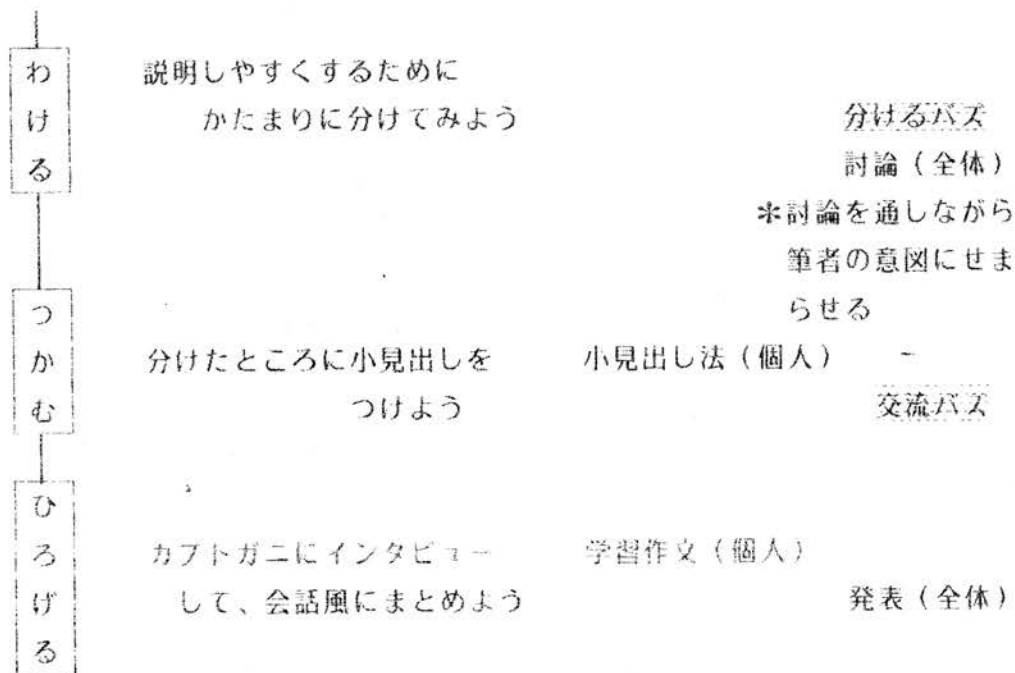 わける
説明しやすくするために
かたまりに分けてみよう
分けるバズ
討論（全体）
＊討論を通しながら
筆者の意図にせま
らせる
つかむ
分けたところに小見出しを
つけよう
小見出し法（個人）
交流バズ
ひろげる
カブトガニにインタビュー
して、会話風にまとめよう
学習作文（個人）
発表（全体）